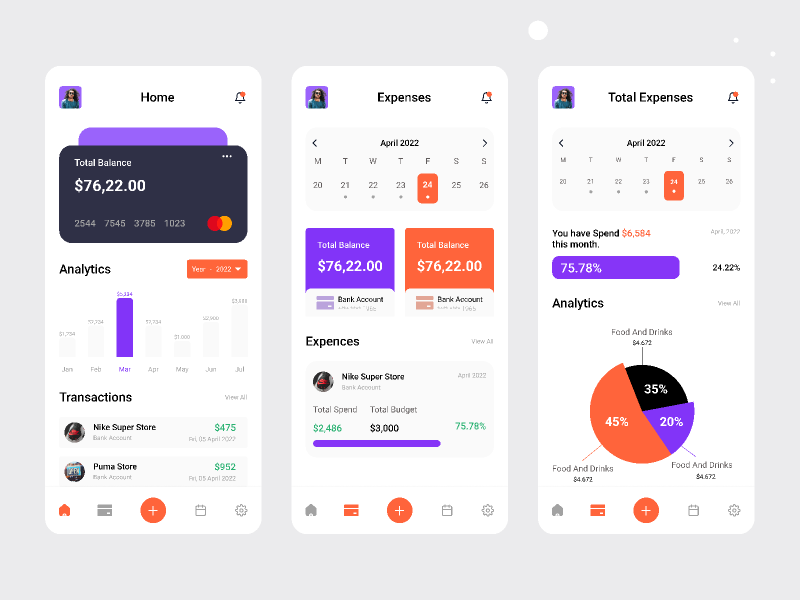 Home
Total Balance
$76,22.00
2544 7545 3785 1023
Analytics
Year - 2022
$1,734
$2,734
$5,334
$2,734
$1,000
$2,900
$3,988
Jan Feb Mar Apr May Jun Jul
Transactions
View All
Nike Super Store
$475
Bank Account
Fri, 05 April 2022
Puma Store
$952
Bank Account
Fri, 05 April 2022
Expenses
April 2022
M T W T F S S
20 21 22 23 24 25 26
Total Balance
$76,22.00
Bank Account
Total Balance
$76,22.00
Bank Account
Expences
View All
Nike Super Store
April 2022
Bank Account
Total Spend Total Budget
$2,486 $3,000 75.78%
Total Expenses
April 2022
M T W T F S S
20 21 22 23 24 25 26
You have Spend $6,584
this month.
April, 2022
75.78%
24.22%
Analytics
View All
Food And Drinks
$4.672
35%
45%
20%
Food And Drinks
$4.672
Food And Drinks
$4.672